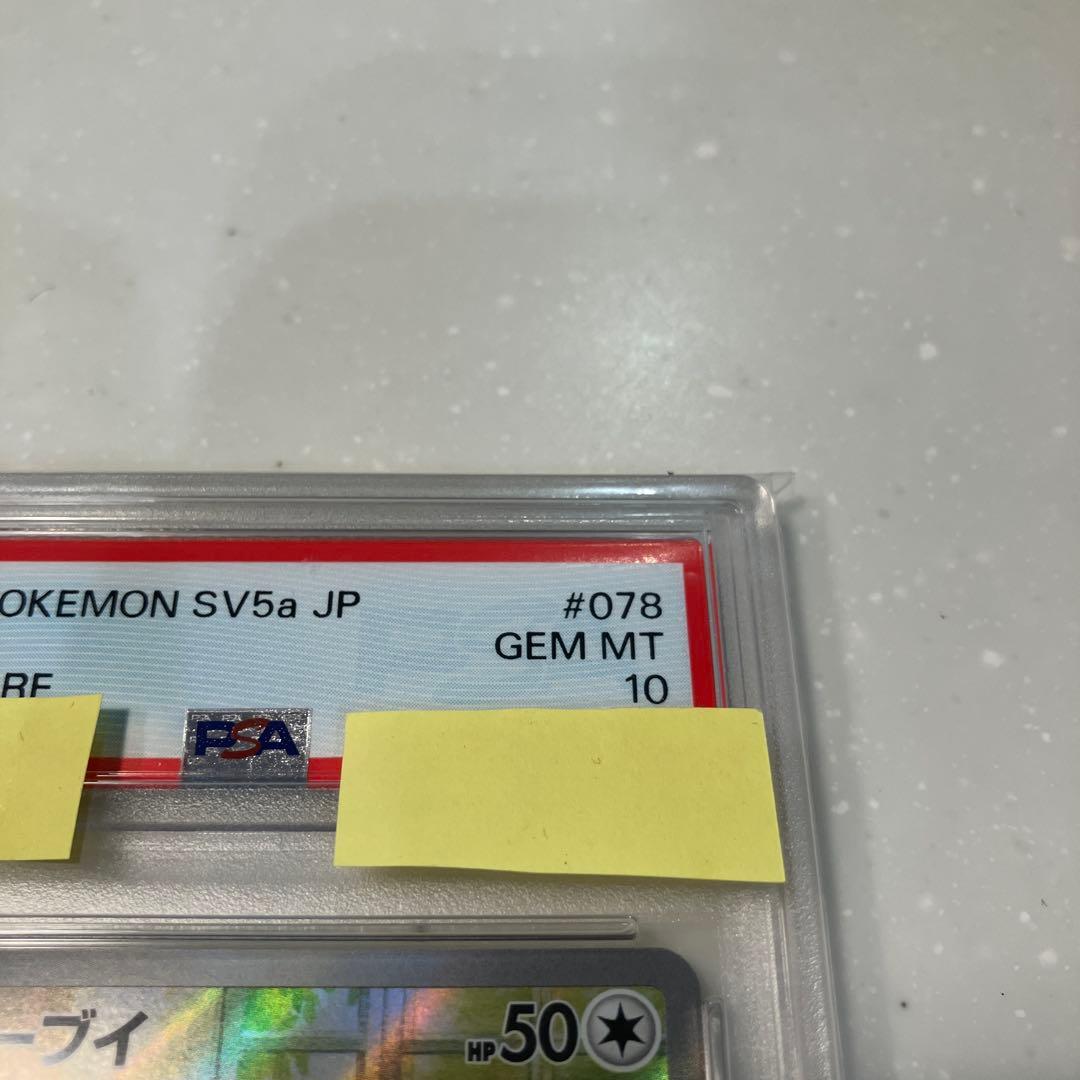 OKEMON SV5a JP #078
GEM MT
RE 10
PSA
ーブイ HP50